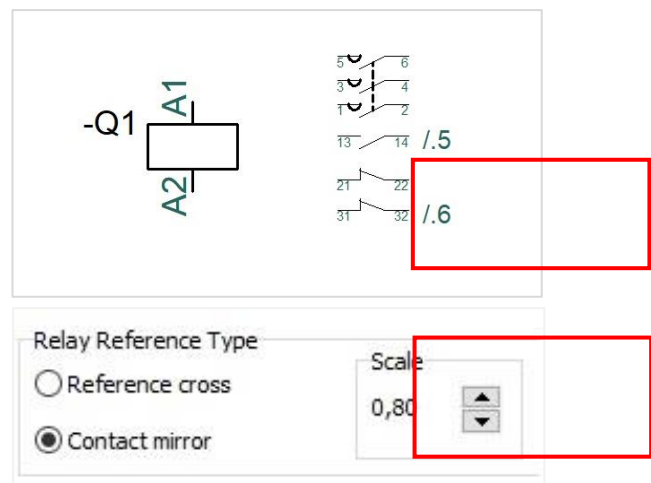 -Q1
A1
A2
5 6
3 4
1 2
13 14 /.5
21 22
31 32 /.6
Relay Reference Type
Reference cross
Contact mirror
Scale
0,80